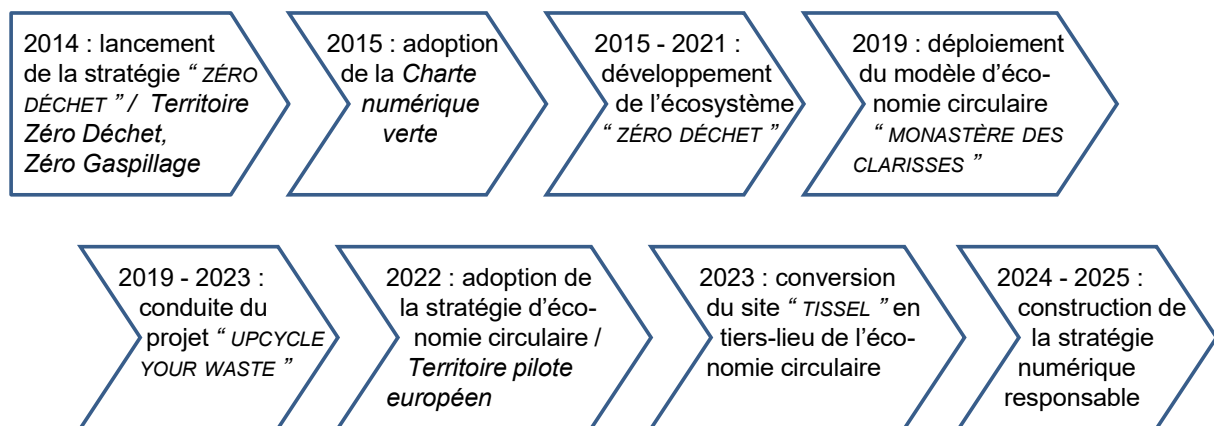 2014 : lancement
de la stratégie “ ZÉRO
DÉCHET ” / Territoire
Zéro Déchet,
Zéro Gaspillage
2015 : adoption
de la Charte
numérique
verte
2015 - 2021 :
développement
de l’écosystème
“ ZÉRO DÉCHET ”
2019 : déploiement
du modèle d’éco-
nomie circulaire
“ MONASTÈRE DES
CLARISSES ”
2019 - 2023 :
conduite du
projet “ UPCYCLE
YOUR WASTE ”
2022 : adoption de
la stratégie d’éco-
nomie circulaire /
Territoire pilote
européen
2023 : conversion
du site “ TISSEL ” en
tiers-lieu de l’éco-
nomie circulaire
2024 - 2025 :
construction de
la stratégie
numérique
responsable